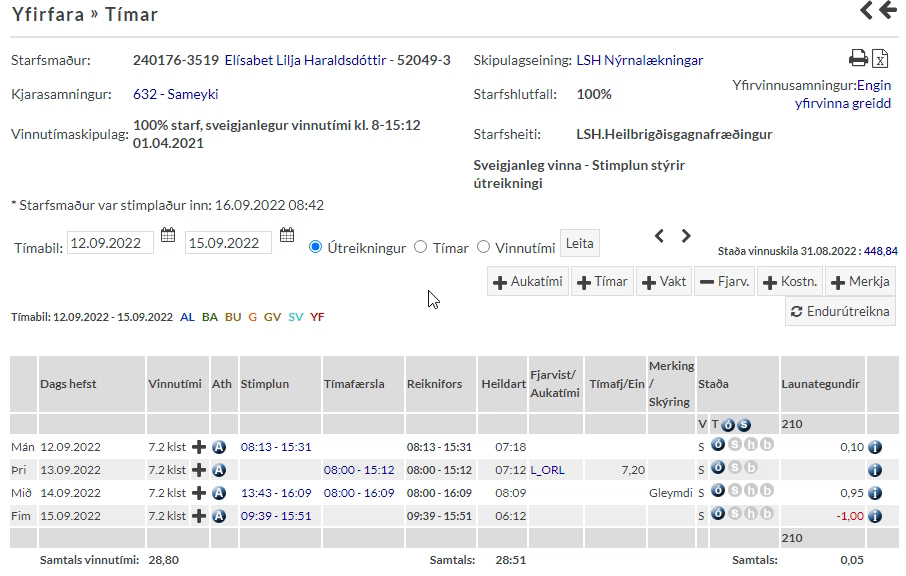 Yfirfara » Tímar
Starfsmaður: 240176-3519 Elísabet Lilja Haraldsdóttir - 52049-3 Skipulagseining: LSH Nýrnalækningar
Kjarasamningur: 632 - Sameyki Starfshlutfall: 100% Yfirvinnusamningur:Engin yfirvinna greidd
Vinnutímaskipulag: 100% starf, sveigjanlegur vinnutími kl. 8-15:12
01.04.2021
Starfsheiti: LSH.Heilbrigðisgagnafræðingur
Sveigjanleg vinna - Stimplun stýrir
útreikningi
* Starfsmaður var stimplaður inn: 16.09.2022 08:42
Tímabil: 12.09.2022 15.09.2022 Útreikningur Tímar Vinnutími Leita
Staða vinnuskila 31.08.2022 : 448,84
Aukatími Tímar Vakt Fjarv. Kostn. Merkja
Endurútreikna
Tímabil: 12.09.2022 - 15.09.2022 AL BA BU G GV SV YF
Dags hefst Vinnutími Ath Stimplun Tímafærsla Reiknifors Heildart Fjarvist/ Aukatími Tímafj/Ein Merking / Skýring Staða Launategundir
V T ó s 210
Mán 12.09.2022 7.2 klst A 08:13 - 15:31 08:13 - 15:31 07:18 S ó s h b 0,10 i
Þri 13.09.2022 7.2 klst A 08:00 - 15:12 08:00 - 15:12 07:12 L_ORL 7,20 S ó s b i
Mið 14.09.2022 7.2 klst A 13:43 - 16:09 08:00 - 16:09 08:00 - 16:09 08:09 Gleymdi S ó s h b 0,95 i
Fim 15.09.2022 7.2 klst A 09:39 - 15:51 09:39 - 15:51 06:12 S ó s h b -1,00 i
210
Samtals vinnutími: 28,80 Samtals: 28:51 Samtals: 0,05